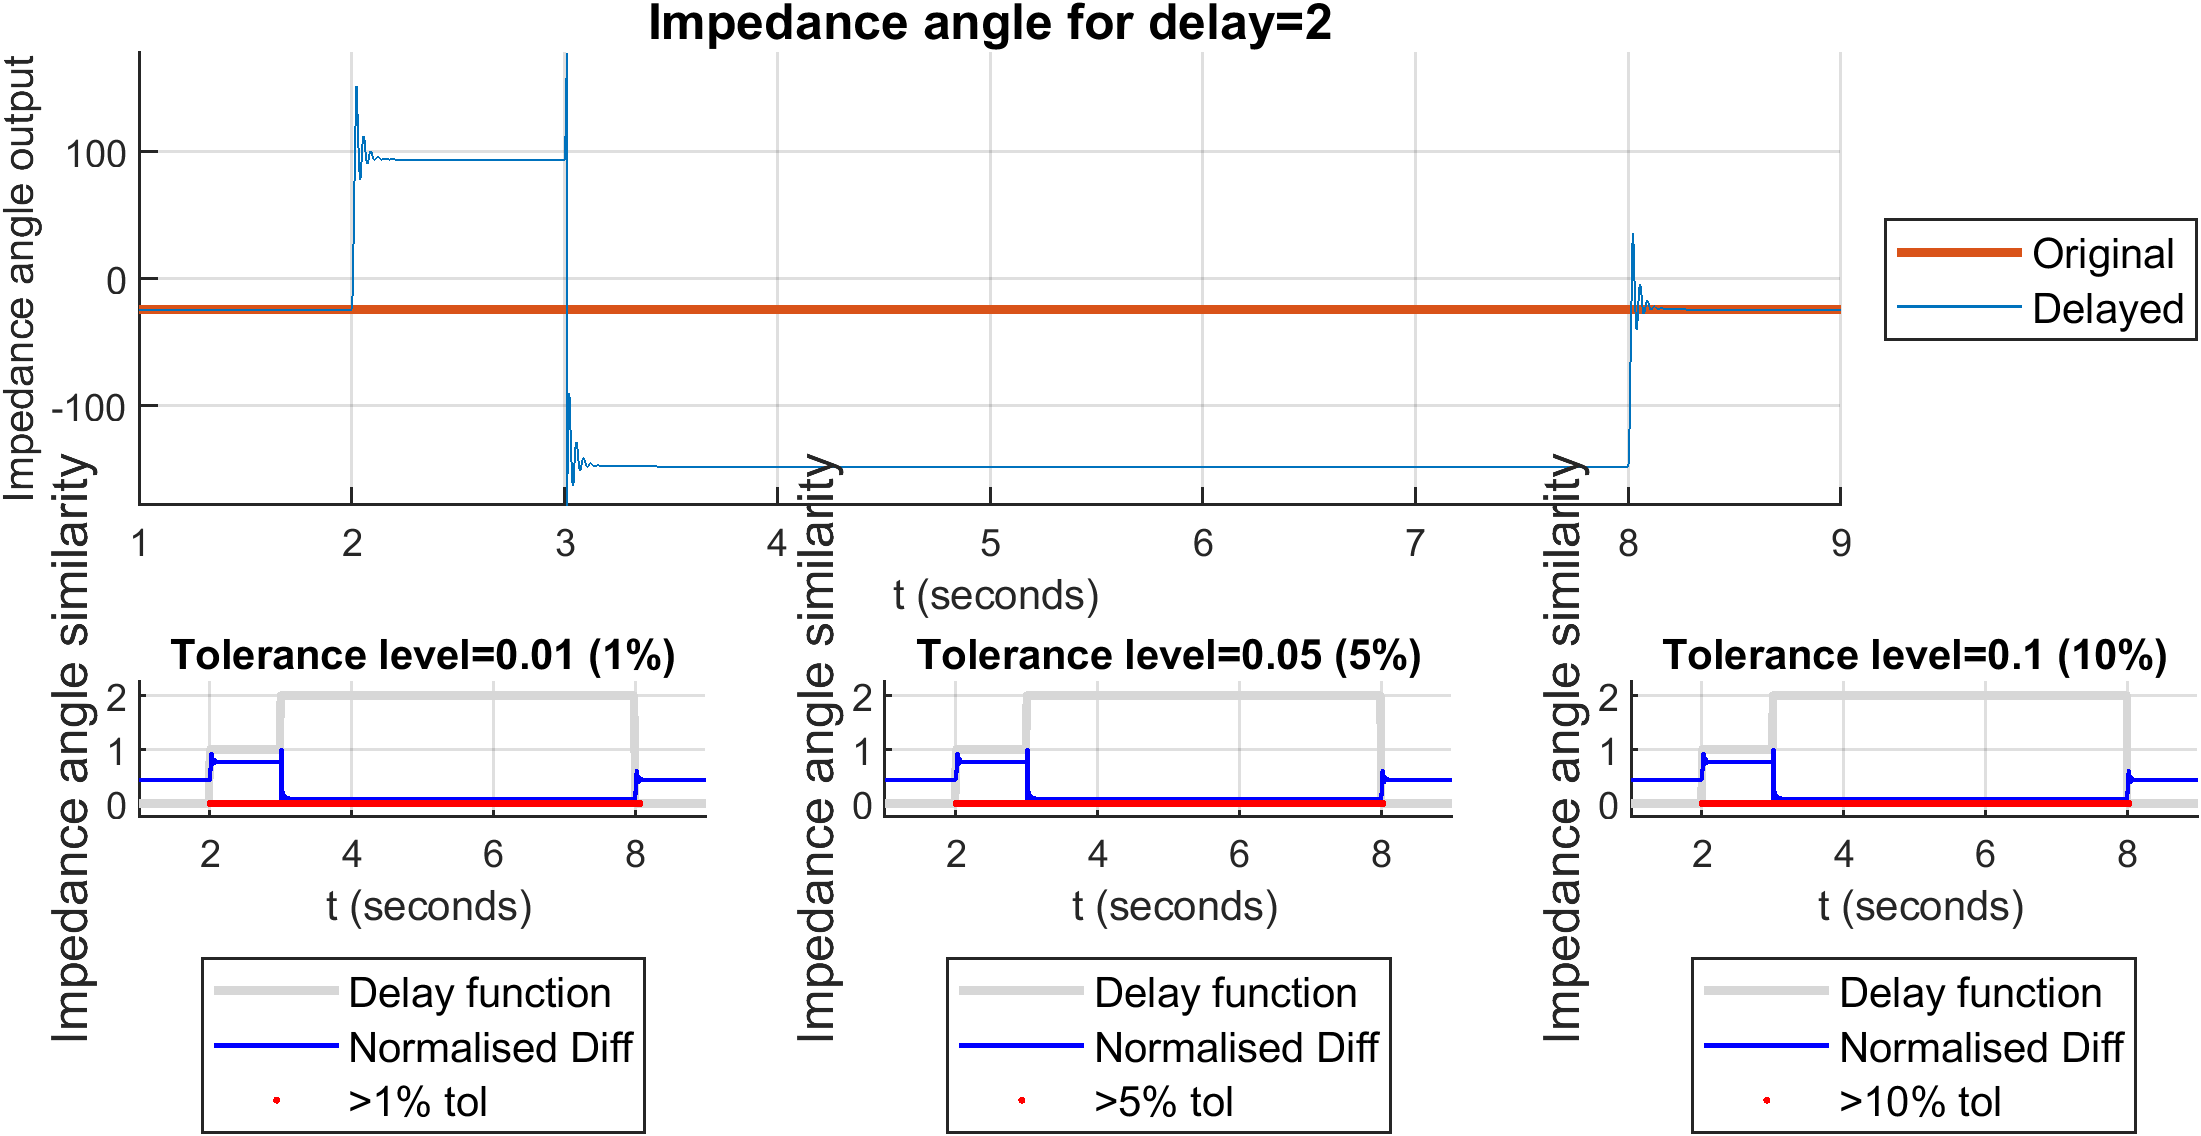 Impedance angle for delay=2
Impedance angle output
100
0
-100
1
2
3
4
5
6
7
8
9
t (seconds)
Original
Delayed
Tolerance level=0.01 (1%)
Impedance angle similarity
2
1
0
2
4
6
8
t (seconds)
Delay function
Normalised Diff
>1% tol
Tolerance level=0.05 (5%)
Impedance angle similarity
2
1
0
2
4
6
8
t (seconds)
Delay function
Normalised Diff
>5% tol
Tolerance level=0.1 (10%)
Impedance angle similarity
2
1
0
2
4
6
8
t (seconds)
Delay function
Normalised Diff
>10% tol